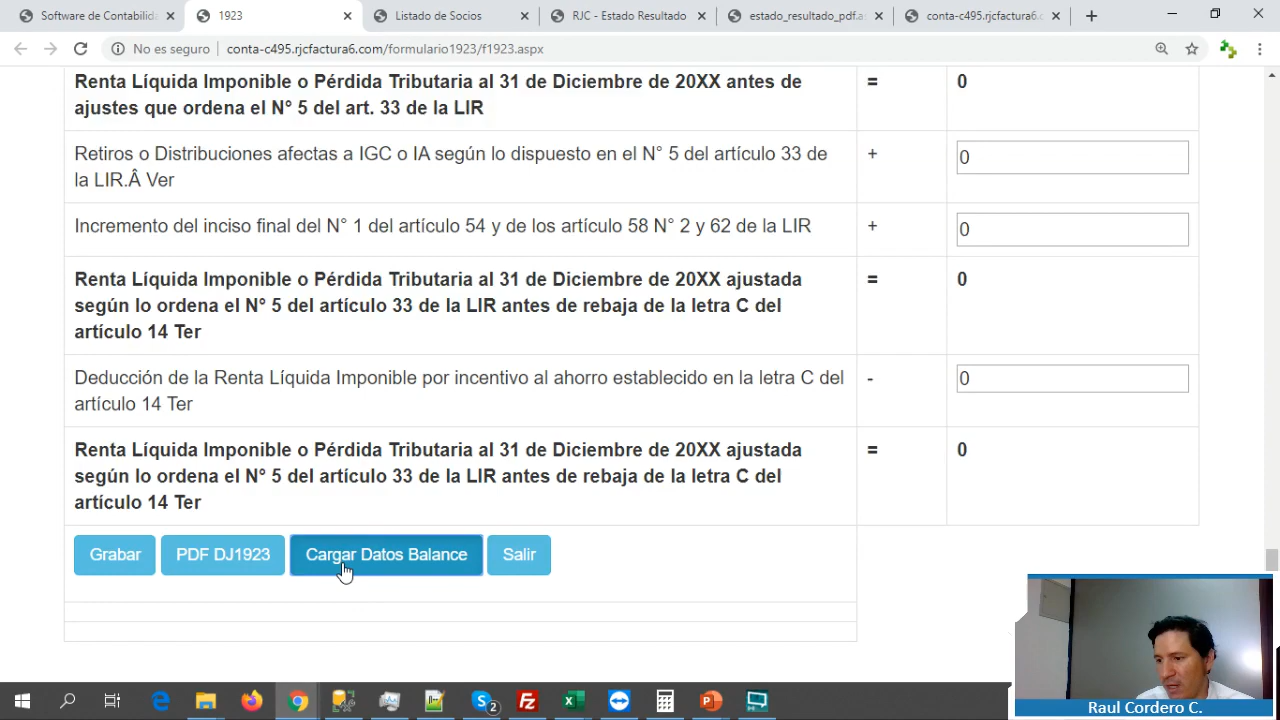 Software de Contabilida
1923
Listado de Socios
RJC - Estado Resultado
estado_resultado_pdf.a
conta-c495.rjcfactura6.c
No es seguro
conta-c495.rjcfactura6.com/formulario1923/f1923.aspx
Renta Líquida Imponible o Pérdida Tributaria al 31 de Diciembre de 20XX antes de = 0
ajustes que ordena el N° 5 del art. 33 de la LIR
Retiros o Distribuciones afectas a IGC o IA según lo dispuesto en el N° 5 del artículo 33 de + 0
la LIR.Â Ver
Incremento del inciso final del N° 1 del artículo 54 y de los artículo 58 N° 2 y 62 de la LIR + 0
Renta Líquida Imponible o Pérdida Tributaria al 31 de Diciembre de 20XX ajustada = 0
según lo ordena el N° 5 del artículo 33 de la LIR antes de rebaja de la letra C del
artículo 14 Ter
Deducción de la Renta Líquida Imponible por incentivo al ahorro establecido en la letra C del - 0
artículo 14 Ter
Renta Líquida Imponible o Pérdida Tributaria al 31 de Diciembre de 20XX ajustada = 0
según lo ordena el N° 5 del artículo 33 de la LIR antes de rebaja de la letra C del
artículo 14 Ter
Grabar PDF DJ1923 Cargar Datos Balance Salir
2
Raul Cordero C.